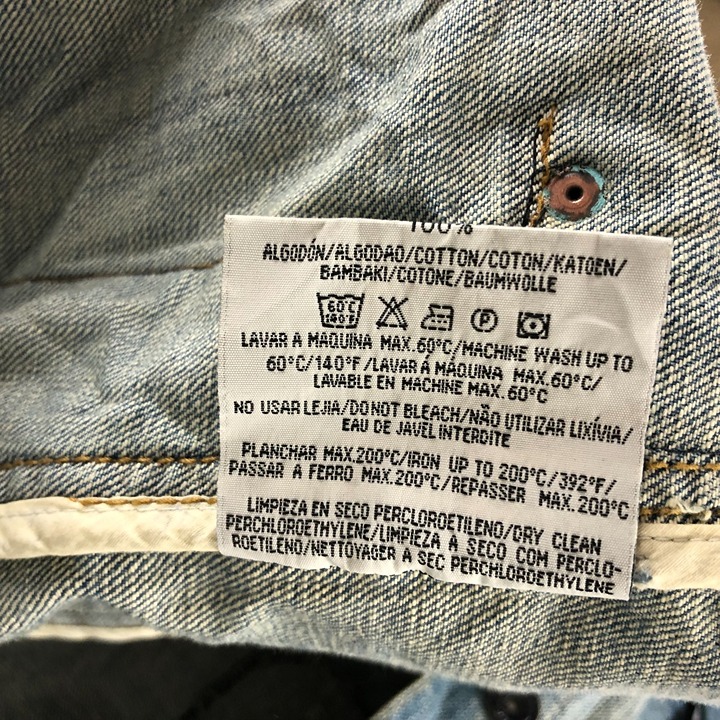 100%
ALGODÓN/ALGODAO/COTTON/COTON/KATOEN/
BAMBAKI/COTONE/BAUMWOLLE
60°C
140°F
P
LAVAR A MAQUINA MAX.60°C/MACHINE WASH UP TO
60°C/140°F/LAVAR Á MÁQUINA MAX.60°C/
LAVABLE EN MACHINE MAX.60°C
NO USAR LEJIA/DO NOT BLEACH/NÃO UTILIZAR LIXÍVIA/
EAU DE JAVEL INTERDITE
PLANCHAR MAX.200°C/IRON UP TO 200°C/392°F/
PASSAR A FERRO MAX.200°C/REPASSER MAX.200°C
LIMPIEZA EN SECO PERCLOROETILENO/DRY CLEAN
PERCHLOROETHYLENE/LIMPIEZA À SECO COM PERCLO-
ROETILENO/NETTOYAGER A SEC PERCHLOROETHYLENE